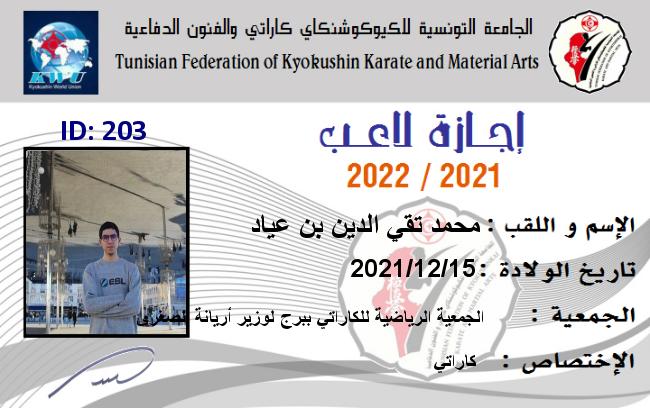 الجامعة التونسية للكيوكوشنكاي كاراتي والفنون الدفاعية
Tunisian Federation of Kyokushin Karate and Material Arts
KWU
Kyokushin World Union
ID: 203
إجازة لاعب
2022 / 2021
الإسم و اللقب : محمد تقي الدين بن عياد
تاريخ الولادة : 2021/12/15
الجمعية : الجمعية الرياضية للكاراتي ببرج لوزير أريانة الصغرى
الإختصاص : كاراتي
EBL